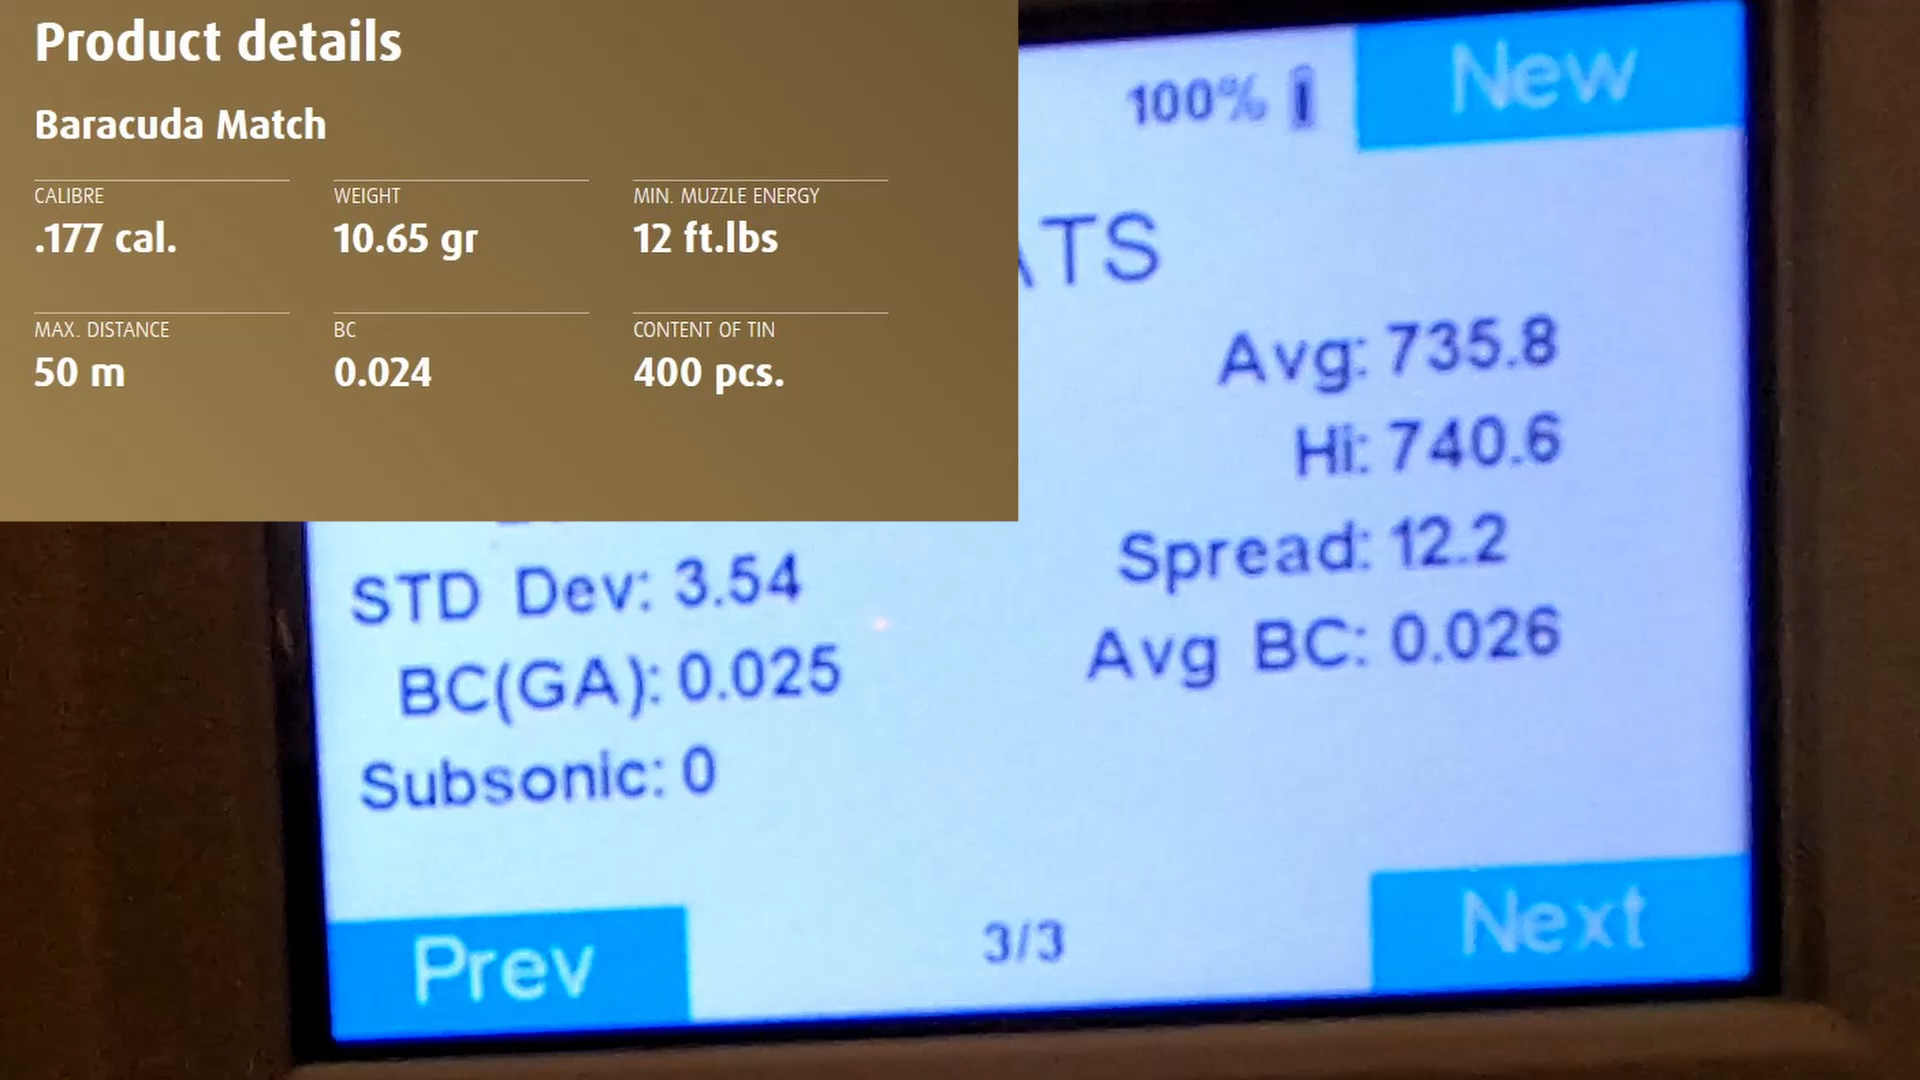 Product details
Baracuda Match
CALIBRE WEIGHT MIN. MUZZLE ENERGY
.177 cal. 10.65 gr 12 ft.lbs
MAX. DISTANCE BC CONTENT OF TIN
50 m 0.024 400 pcs.
100% New
ATS
Avg: 735.8
Hi: 740.6
STD Dev: 3.54 Spread: 12.2
BC(GA): 0.025 Avg BC: 0.026
Subsonic: 0
Prev 3/3 Next